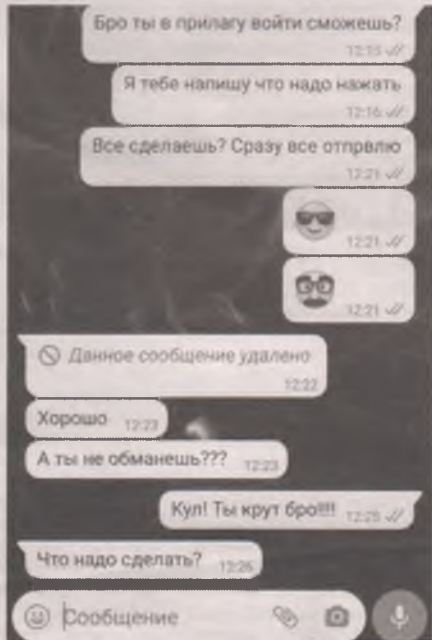 Бро ты в прилагу войти сможешь?
12:15
Я тебе напишу что надо нажать
12:16
Все сделаешь? Сразу все отпрвлю
12:21
12:21
12:21
Данное сообщение удалено
12:22
Хорошо 12:23
А ты не обманешь??? 12:23
Кул! Ты крут бро!!!! 12:25
Что надо сделать? 12:26
Сообщение